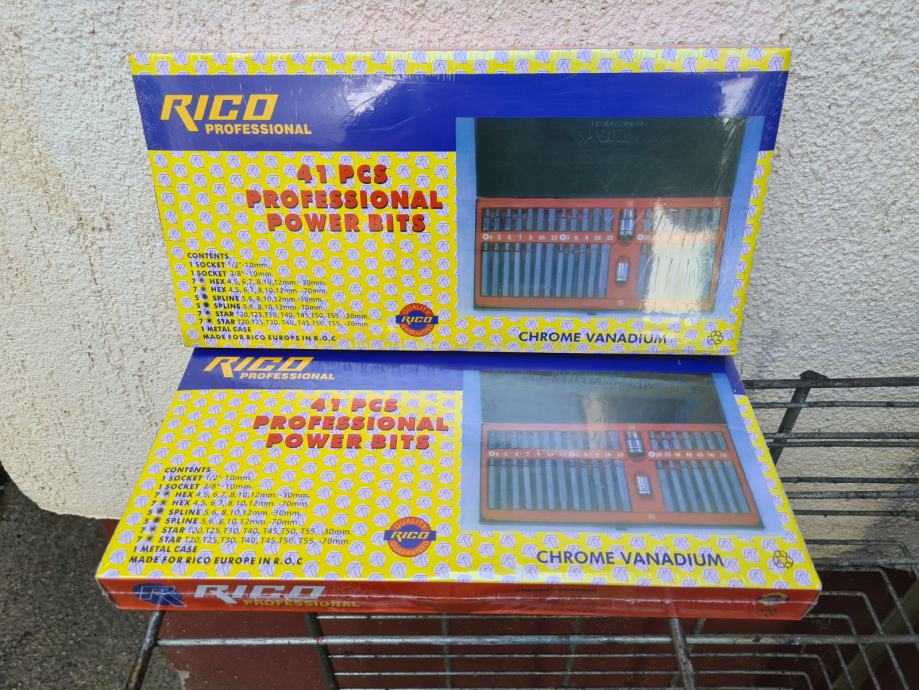 RICO
PROFESSIONAL
41 PCS
PROFESSIONAL
POWER BITS
CONTENTS
1 SOCKET 1/2"-10mm.
1 SOCKET 3/8"-10mm.
7 HEX 4,5,6,7,8,10,12mm.-30mm.
7 HEX 4,5,6,7,8,10,12mm.-70mm.
5 SPLINE 5,6,8,10,12mm.-30mm.
5 SPLINE 5,6,8,10,12mm.-70mm.
7 STAR T20,T25,T30,T40,T45,T50,T55,-30mm.
7 STAR T20,T25,T30,T40,T45,T50,T55,-70mm.
1 METAL CASE
MADE FOR RICO EUROPE IN R.O.C
QUALITY
RICO
GUARANTEED
CHROME VANADIUM
RICO
PROFESSIONAL
41 PCS
PROFESSIONAL
POWER BITS
CONTENTS
1 SOCKET 1/2"-10mm.
1 SOCKET 3/8"-10mm.
7 HEX 4,5,6,7,8,10,12mm.-30mm.
7 HEX 4,5,6,7,8,10,12mm.-70mm.
5 SPLINE 5,6,8,10,12mm.-30mm.
5 SPLINE 5,6,8,10,12mm.-70mm.
7 STAR T20,T25,T30,T40,T45,T50,T55,-30mm.
7 STAR T20,T25,T30,T40,T45,T50,T55,-70mm.
1 METAL CASE
MADE FOR RICO EUROPE IN R.O.C
QUALITY
RICO
GUARANTEED
CHROME VANADIUM
RICO
PROFESSIONAL
CHROME VANADIUM